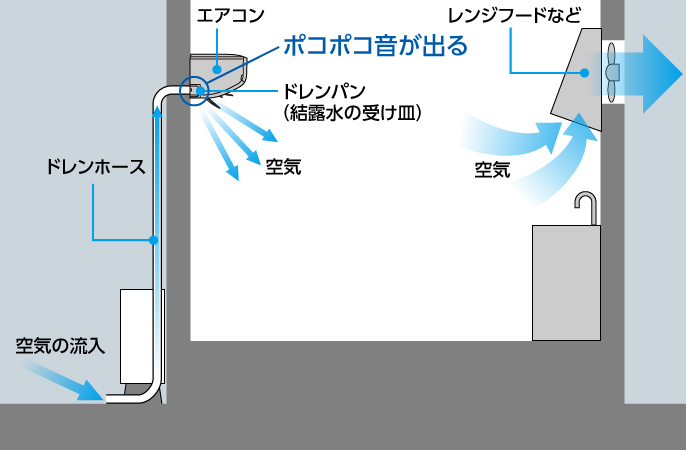 エアコン
ポコポコ音が出る
レンジフードなど
ドレンパン
（結露水の受け皿）
空気
空気
ドレンホース
空気の流入